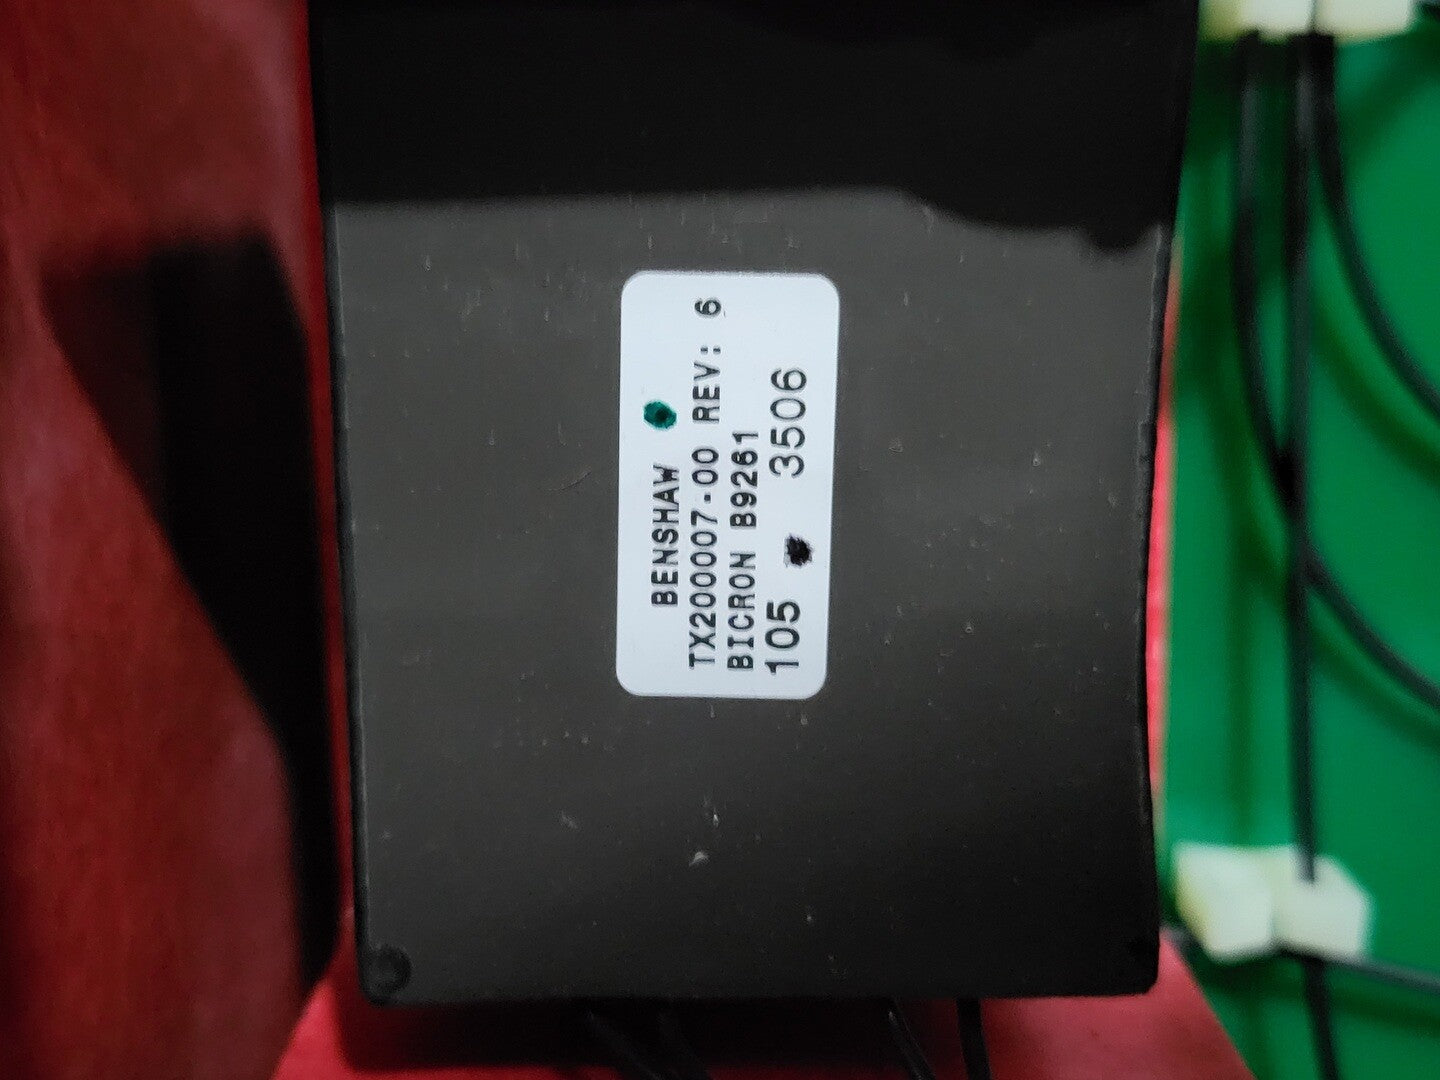 BENSHAW
TX200007-00 REV: 6
BICRON B9261
105 3506